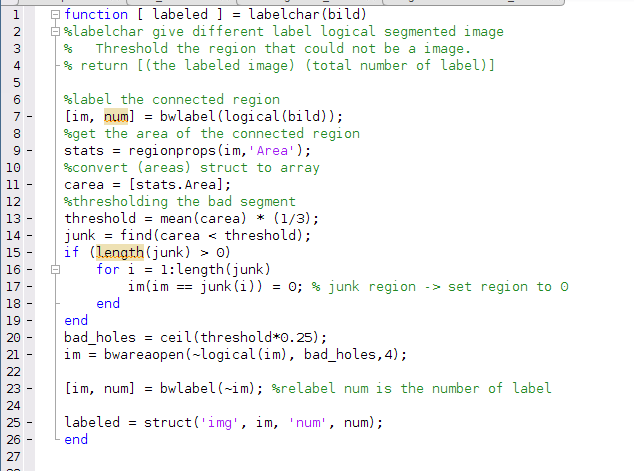 1 function [ labeled ] = labelchar(bild)
2 %labelchar give different label logical segmented image
3 %   Threshold the region that could not be a image.
4 % return [(the labeled image) (total number of label)]
5
6 %label the connected region
7 - [im, num] = bwlabel(logical(bild));
8 %get the area of the connected region
9 - stats = regionprops(im,'Area');
10 %convert (areas) struct to array
11 - carea = [stats.Area];
12 %thresholding the bad segment
13 - threshold = mean(carea) * (1/3);
14 - junk = find(carea < threshold);
15 - if (length(junk) > 0)
16 -     for i = 1:length(junk)
17 -         im(im == junk(i)) = 0; % junk region -> set region to 0
18 -     end
19 - end
20 - bad_holes = ceil(threshold*0.25);
21 - im = bwareaopen(~logical(im), bad_holes,4);
22
23 - [im, num] = bwlabel(~im); %relabel num is the number of label
24
25 - labeled = struct('img', im, 'num', num);
26 - end
27